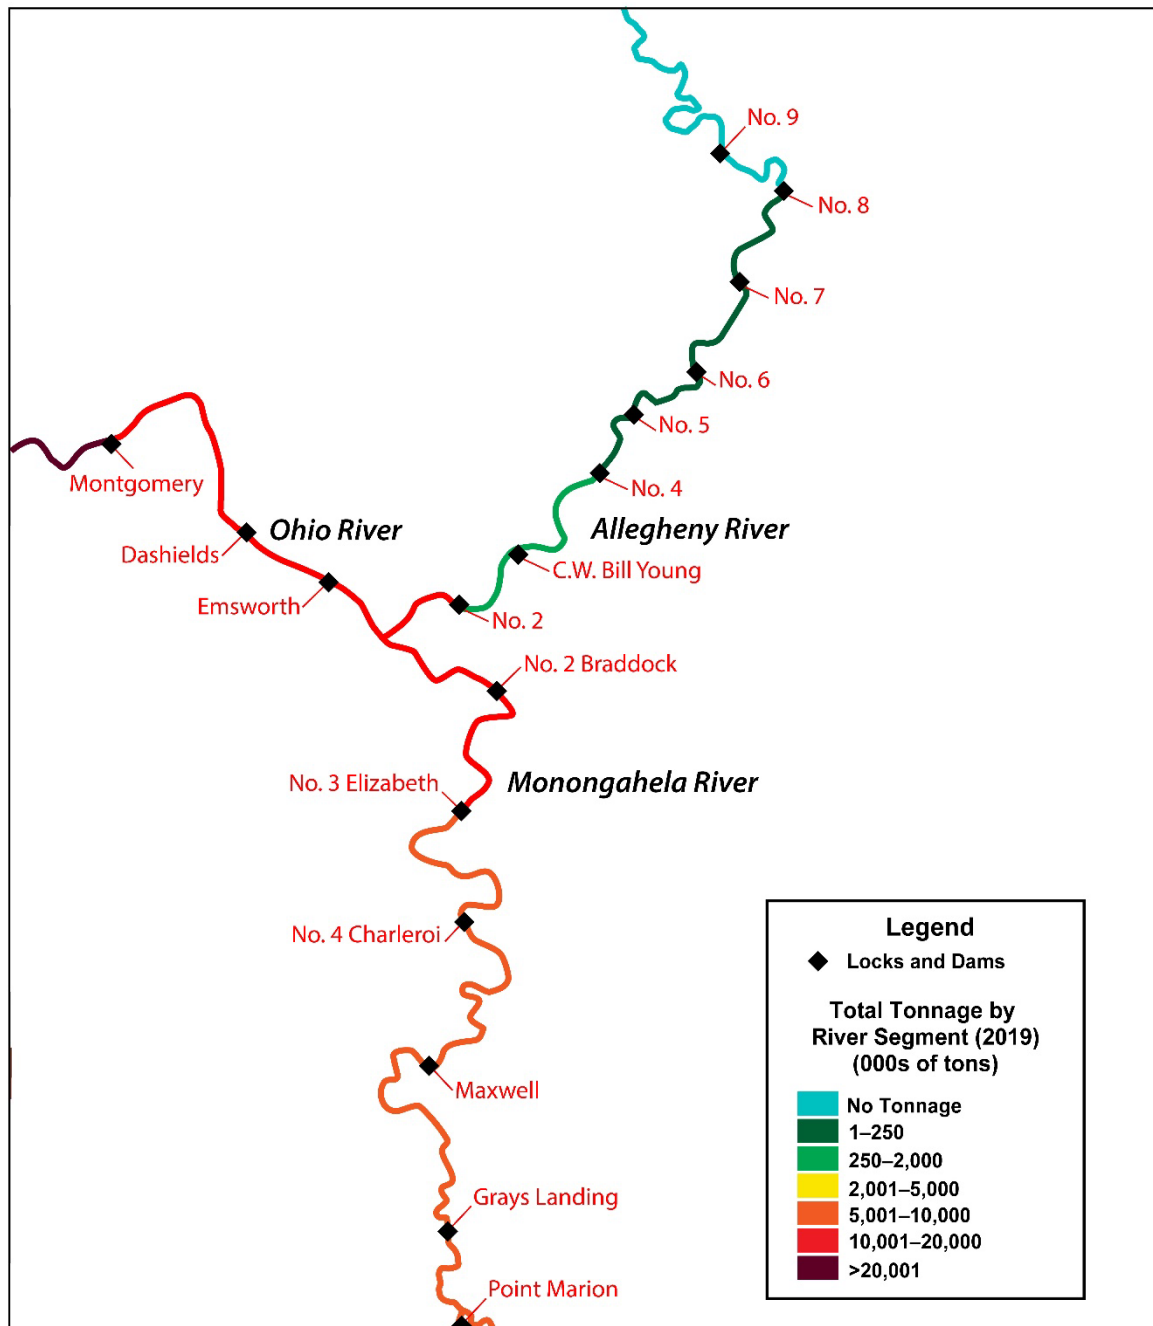 No. 9
No. 8
No. 7
No. 6
No. 5
Montgomery
No. 4
Ohio River
Allegheny River
Dashields
C.W. Bill Young
Emsworth
No. 2
No. 2 Braddock
No. 3 Elizabeth
Monongahela River
No. 4 Charleroi
Maxwell
Grays Landing
Point Marion
Legend
Locks and Dams
Total Tonnage by
River Segment (2019)
(000s of tons)
No Tonnage
1–250
250–2,000
2,001–5,000
5,001–10,000
10,001–20,000
>20,001